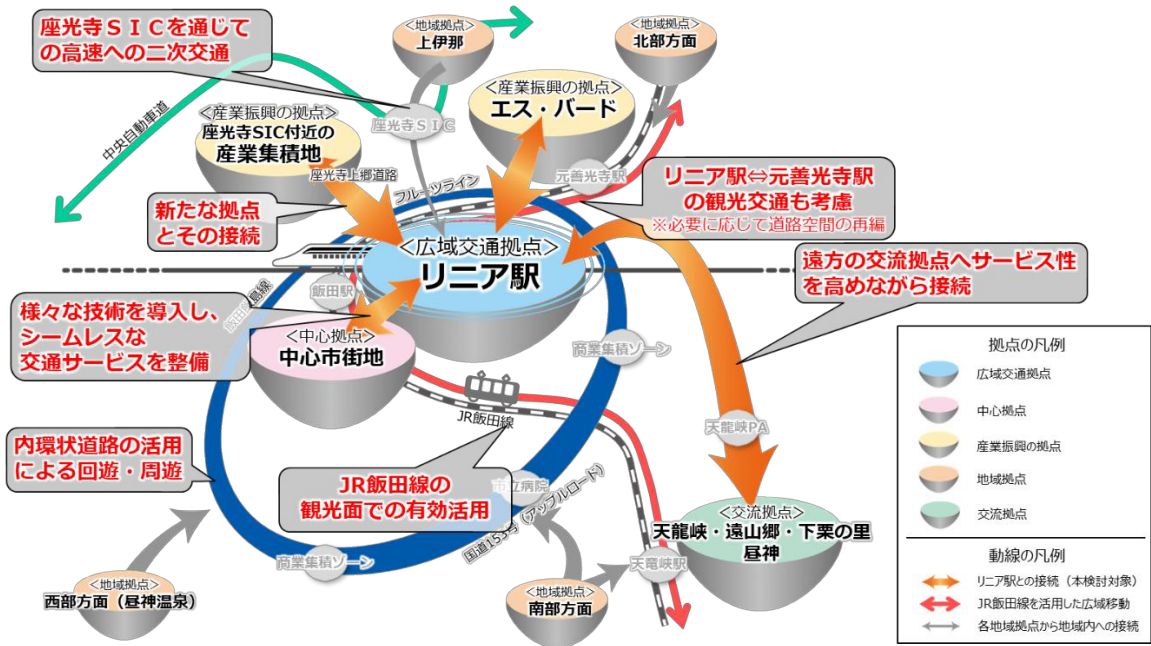 座光寺ＳＩＣを通じて
の高速への二次交通
<地域拠点>
上伊那
<地域拠点>
北部方面
中央自動車道
<産業振興の拠点>
座光寺SIC付近の
産業集積地
座光寺ＳＩＣ
<産業振興の拠点>
エス・バード
座光寺上郷道路
フルーツライン
元善光寺駅
新たな拠点
とその接続
リニア駅⇔元善光寺駅
の観光交通も考慮
※必要に応じて道路空間の再編
<広域交通拠点>
リニア駅
遠方の交流拠点へサービス性
を高めながら接続
飯田駅
様々な技術を導入し、
シームレスな
交通サービスを整備
島線
<中心拠点>
中心市街地
商業集積ゾーン
JR飯田線
天龍峡PA
内環状道路の活用
による回遊・周遊
JR飯田線の
観光面での有効活用
市立病院
国道153号（アップルロード）
商業集積ゾーン
<交流拠点>
天龍峡・遠山郷・下栗の里
昼神
天竜峡駅
<地域拠点>
西部方面（昼神温泉）
<地域拠点>
南部方面
拠点の凡例
広域交通拠点
中心拠点
産業振興の拠点
地域拠点
交流拠点
動線の凡例
リニア駅との接続（本検討対象）
JR飯田線を活用した広域移動
各地域拠点から地域内への接続